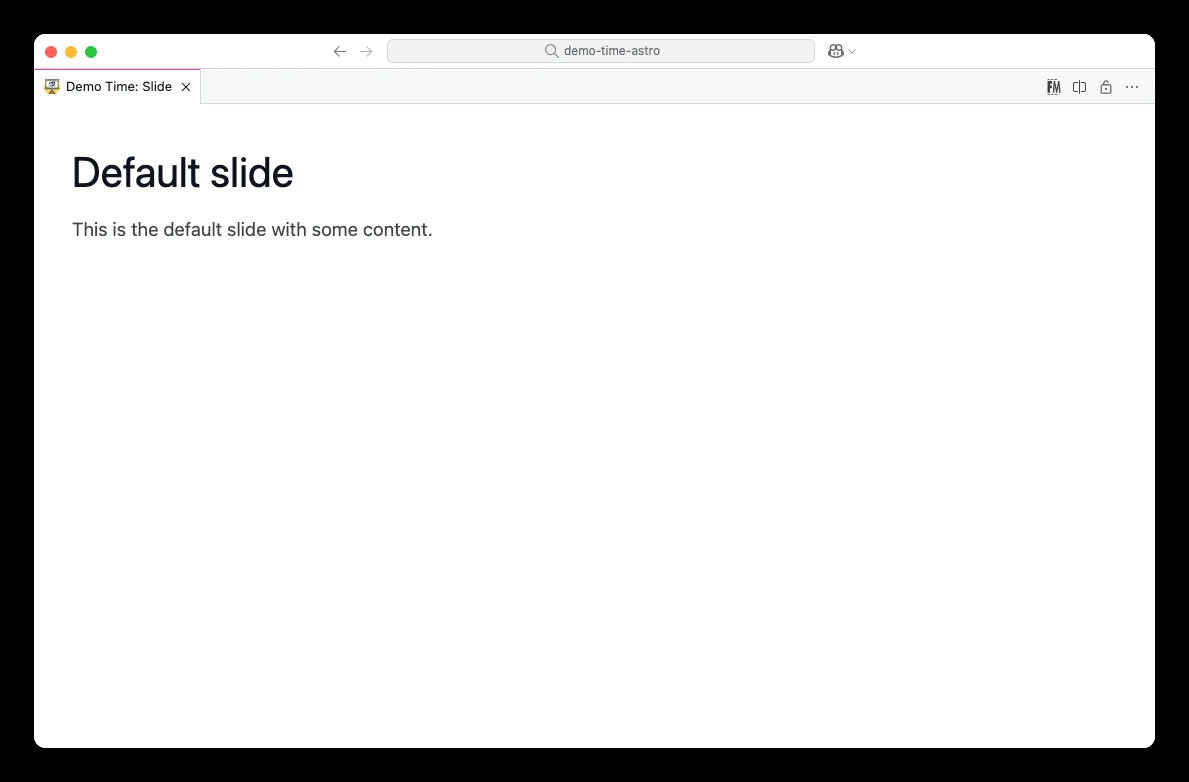 demo-time-astro
Demo Time: Slide
FM
Default slide
This is the default slide with some content.